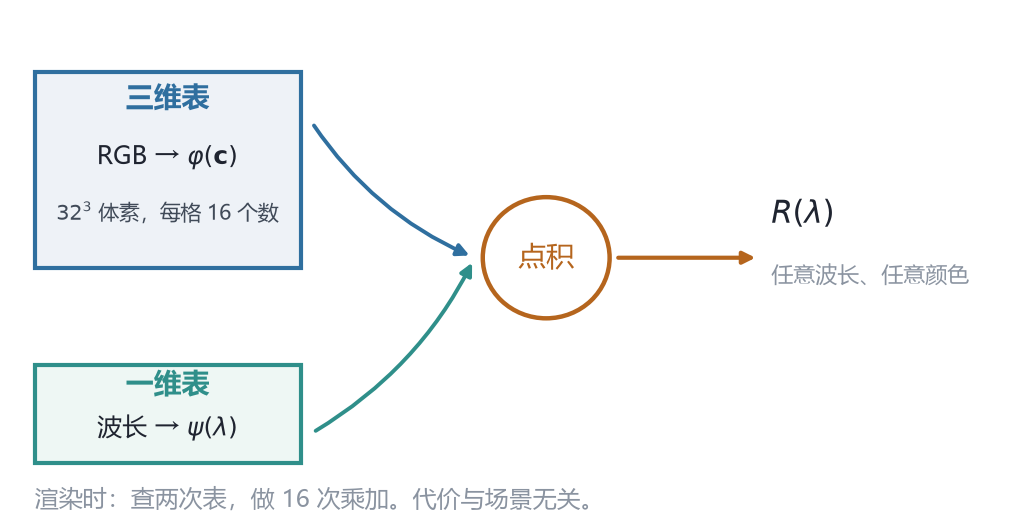 三维表
RGB → φ(c)
32³ 体素，每格 16 个数
点积
R(λ)
任意波长、任意颜色
一维表
波长 → ψ(λ)
渲染时：查两次表，做 16 次乘加。代价与场景无关。